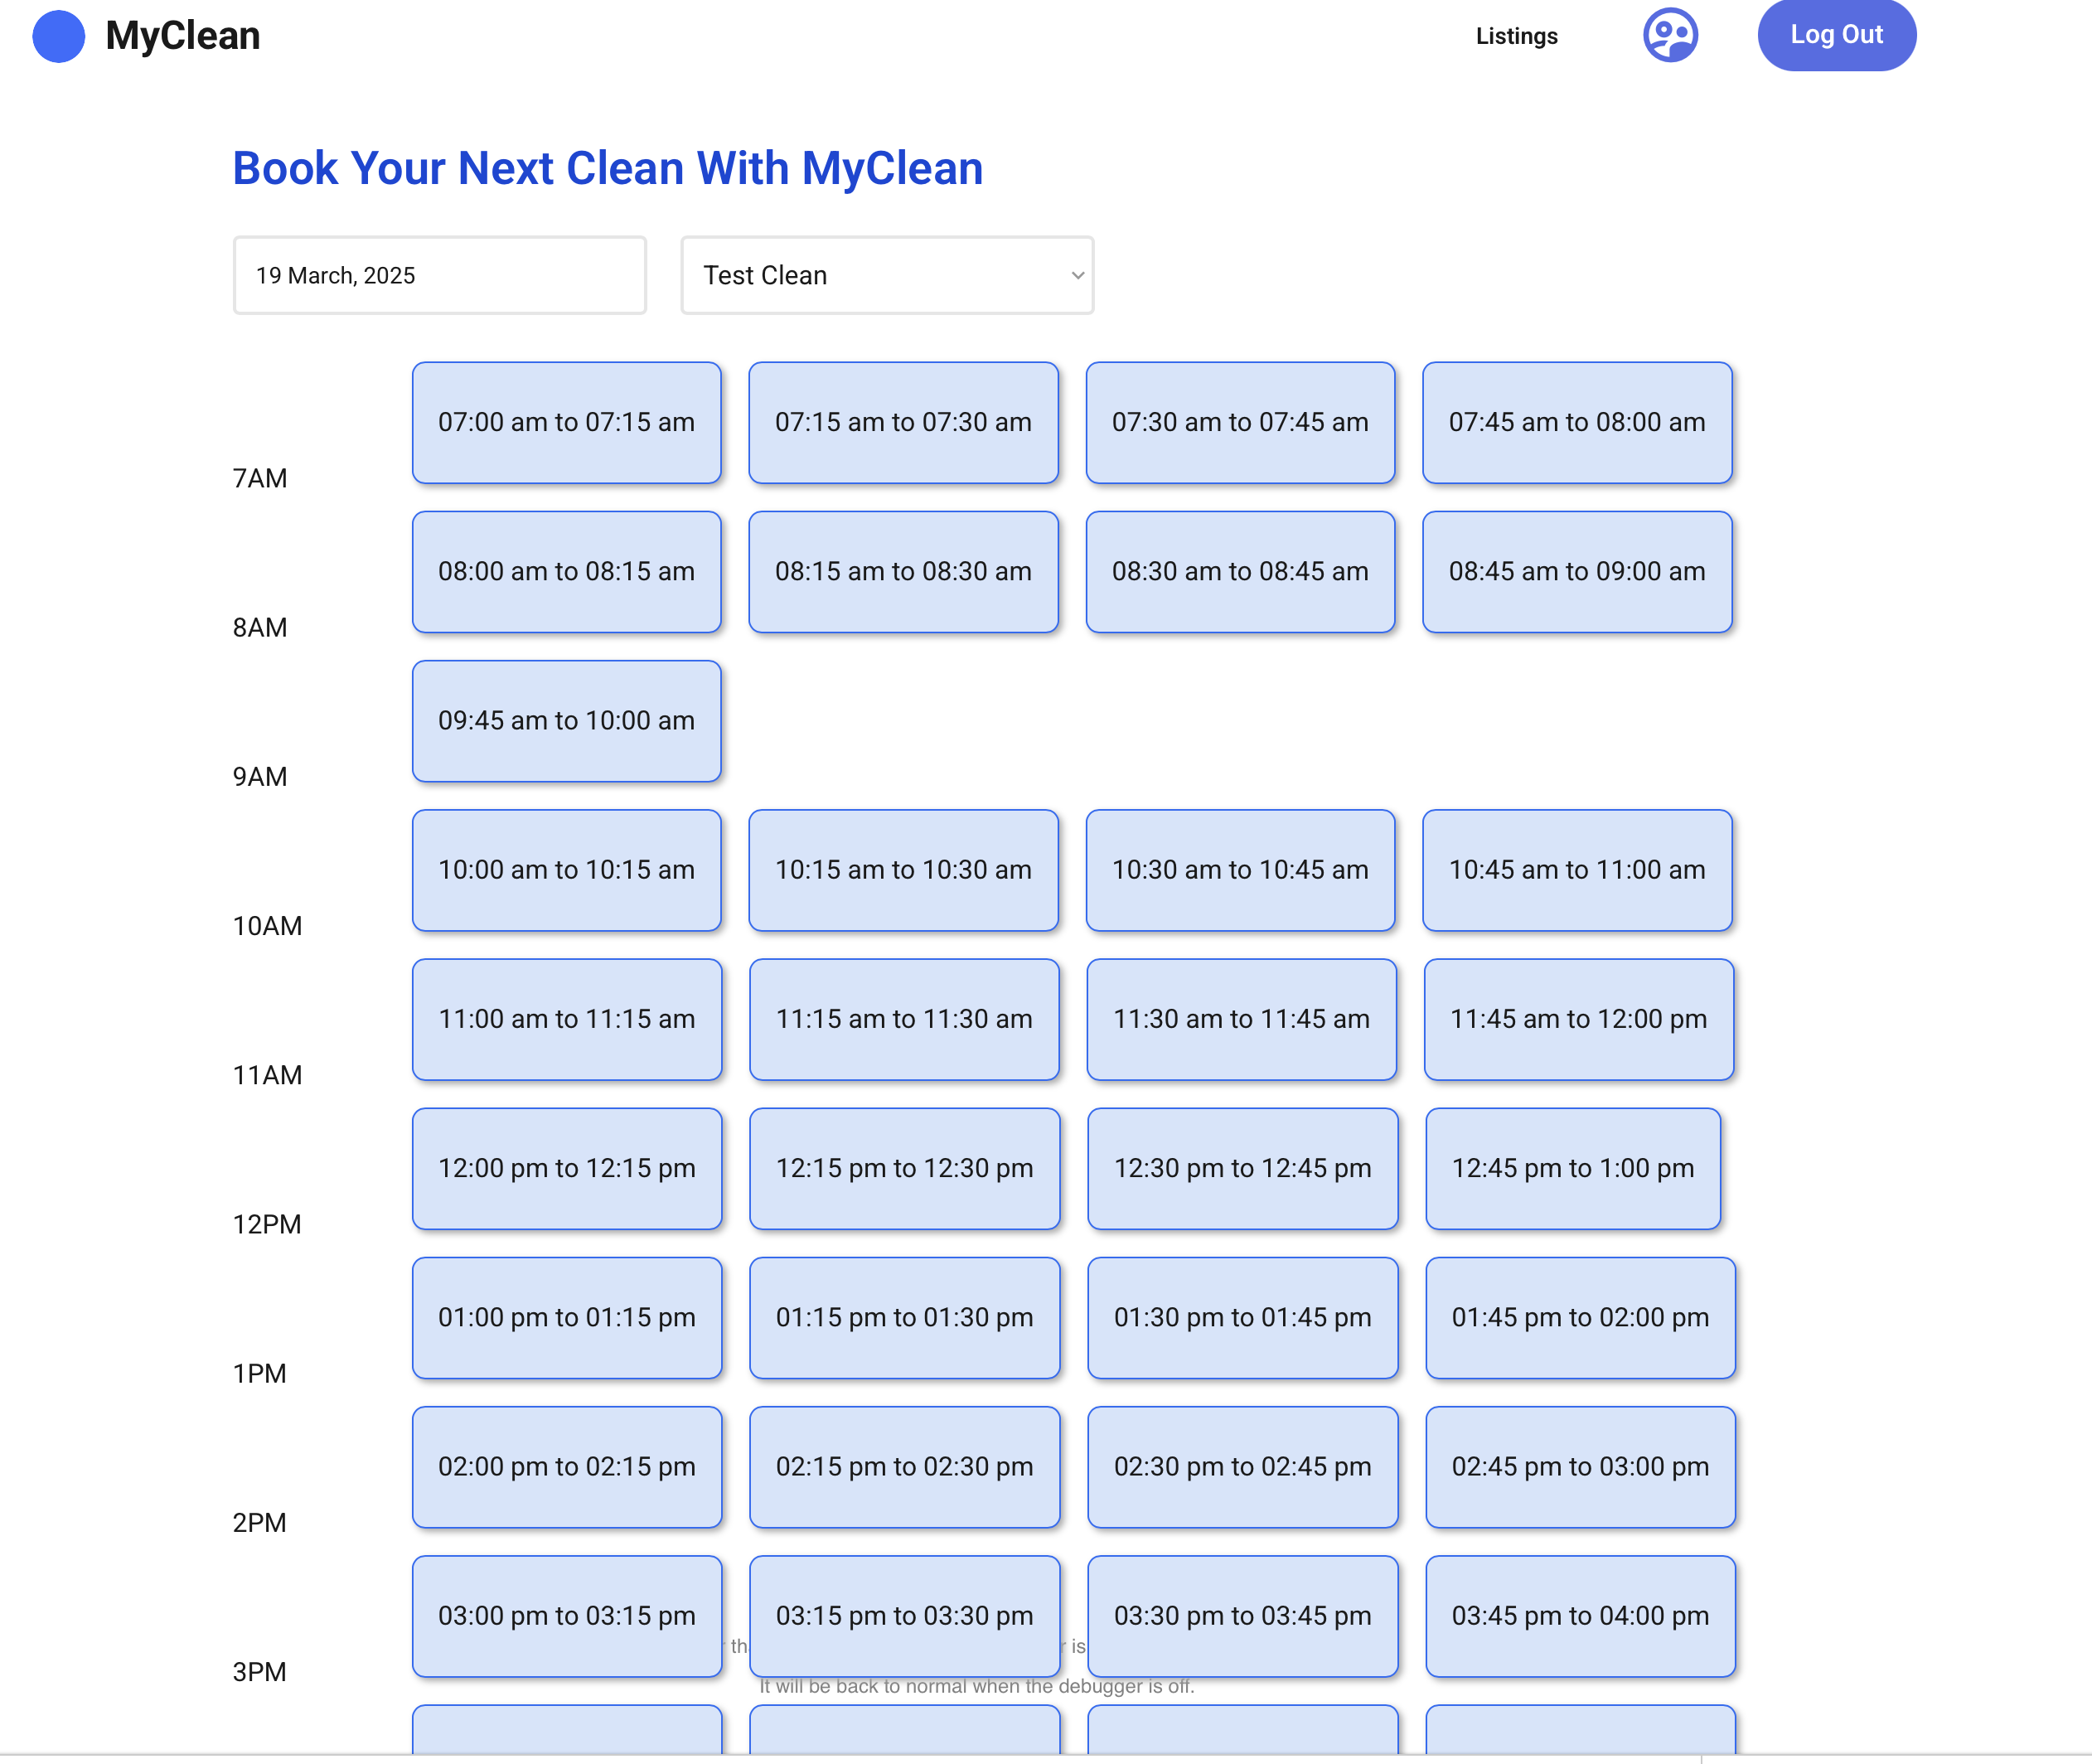 MyClean
Listings
Log Out
Book Your Next Clean With MyClean
19 March, 2025
Test Clean
07:00 am to 07:15 am 07:15 am to 07:30 am 07:30 am to 07:45 am 07:45 am to 08:00 am
7AM
08:00 am to 08:15 am 08:15 am to 08:30 am 08:30 am to 08:45 am 08:45 am to 09:00 am
8AM
09:45 am to 10:00 am
9AM
10:00 am to 10:15 am 10:15 am to 10:30 am 10:30 am to 10:45 am 10:45 am to 11:00 am
10AM
11:00 am to 11:15 am 11:15 am to 11:30 am 11:30 am to 11:45 am 11:45 am to 12:00 pm
11AM
12:00 pm to 12:15 pm 12:15 pm to 12:30 pm 12:30 pm to 12:45 pm 12:45 pm to 1:00 pm
12PM
01:00 pm to 01:15 pm 01:15 pm to 01:30 pm 01:30 pm to 01:45 pm 01:45 pm to 02:00 pm
1PM
02:00 pm to 02:15 pm 02:15 pm to 02:30 pm 02:30 pm to 02:45 pm 02:45 pm to 03:00 pm
2PM
03:00 pm to 03:15 pm 03:15 pm to 03:30 pm 03:30 pm to 03:45 pm 03:45 pm to 04:00 pm
is
3PM
It will be back to normal when the debugger is off.